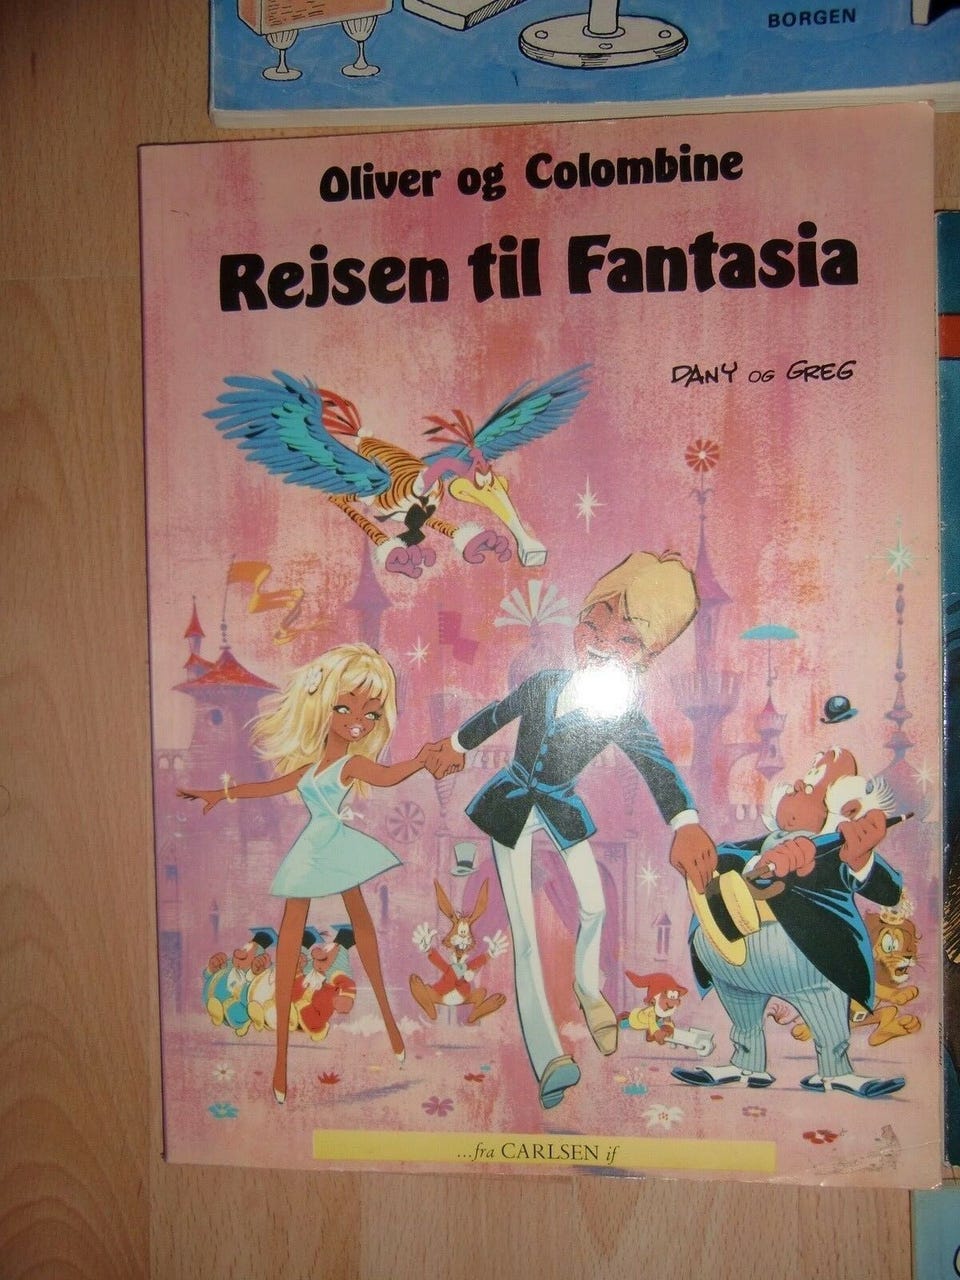 BORGEN
Oliver og Colombine
Rejsen til Fantasia
DANY OG GREG
...fra CARLSEN if